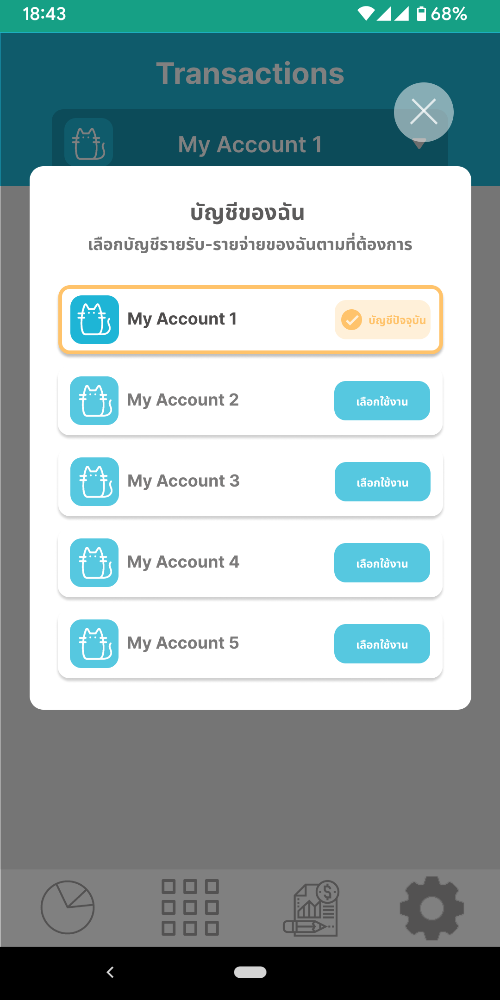 18:43
68%
Transactions
My Account 1
บัญชีของฉัน
เลือกบัญชีรายรับ-รายจ่ายของฉันตามที่ต้องการ
My Account 1
บัญชีปัจจุบัน
My Account 2
เลือกใช้งาน
My Account 3
เลือกใช้งาน
My Account 4
เลือกใช้งาน
My Account 5
เลือกใช้งาน